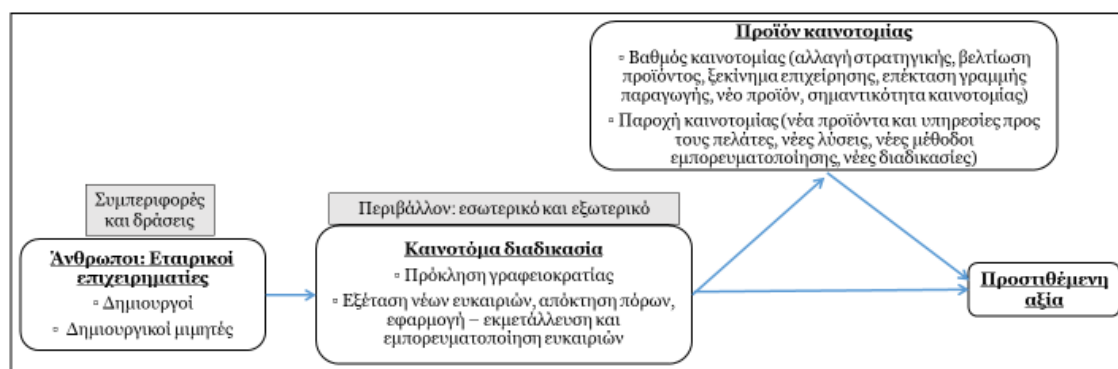 Προϊόν καινοτομίας
▫ Βαθμός καινοτομίας (αλλαγή στρατηγικής, βελτίωση
προϊόντος, ξεκίνημα επιχείρησης, επέκταση γραμμής
παραγωγής, νέο προϊόν, σημαντικότητα καινοτομίας)
▫ Παροχή καινοτομίας (νέα προϊόντα και υπηρεσίες προς
τους πελάτες, νέες λύσεις, νέες μέθοδοι
εμπορευματοποίησης, νέες διαδικασίες)
Συμπεριφορές
και δράσεις
Άνθρωποι: Εταιρικοί
επιχειρηματίες
▫ Δημιουργοί
▫ Δημιουργικοί μιμητές
Περιβάλλον: εσωτερικό και εξωτερικό
Καινοτόμα διαδικασία
▫ Πρόκληση γραφειοκρατίας
▫ Εξέταση νέων ευκαιριών, απόκτηση πόρων,
εφαρμογή – εκμετάλλευση και
εμπορευματοποίηση ευκαιριών
Προστιθέμενη
αξία